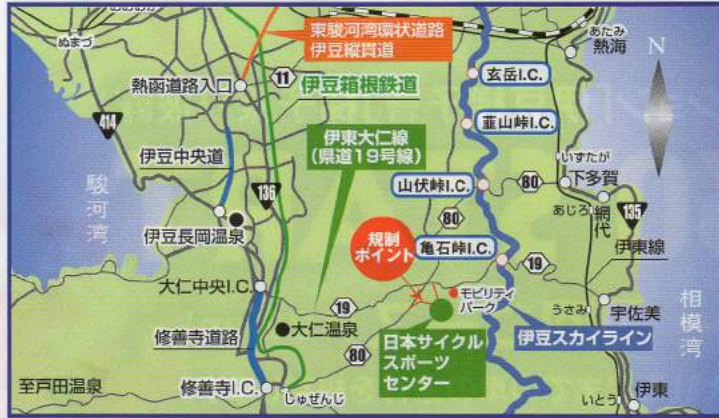 ぬまづ
東駿河湾環状道路
伊豆縦貫道
あたみ
熱海
N
熱函道路入口
11
伊豆箱根鉄道
玄岳I.C.
414
韮山峠I.C.
伊東大仁線
(県道19号線)
伊豆中央道
いずたが
下多賀
駿河湾
136
山伏峠I.C.
80
あじろ
網代
135
80
伊豆長岡温泉
規制
ポイント
亀石峠I.C.
19
伊東線
大仁中央I.C.
モビリティ
パーク
19
うさみ
宇佐美
相模湾
修善寺道路
大仁温泉
伊豆スカイライン
日本サイクル
スポーツ
センター
80
至戸田温泉
修善寺I.C.
しゅぜんじ
いとう
伊東